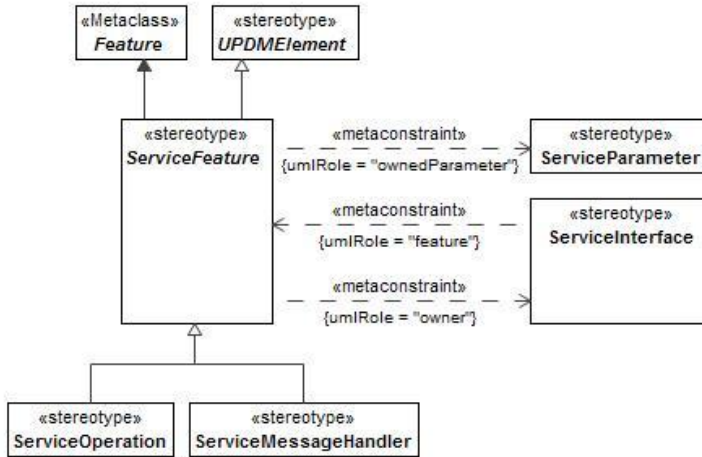 «Metaclass»
Feature
«stereotype»
UPDMElement
«stereotype»
ServiceFeature
«metaconstraint»
{umlRole = "ownedParameter"}
«stereotype»
ServiceParameter
«metaconstraint»
{umlRole = "feature"}
«stereotype»
ServiceInterface
«metaconstraint»
{umlRole = "owner"}
«stereotype»
ServiceOperation
«stereotype»
ServiceMessageHandler